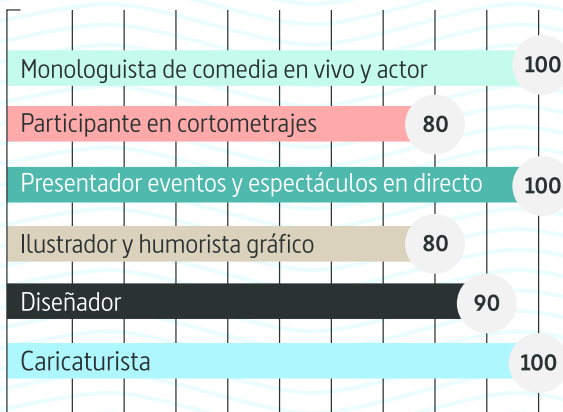 Monologuista de comedia en vivo y actor 100
Participante en cortometrajes 80
Presentador eventos y espectáculos en directo 100
Ilustrador y humorista gráfico 80
Diseñador 90
Caricaturista 100